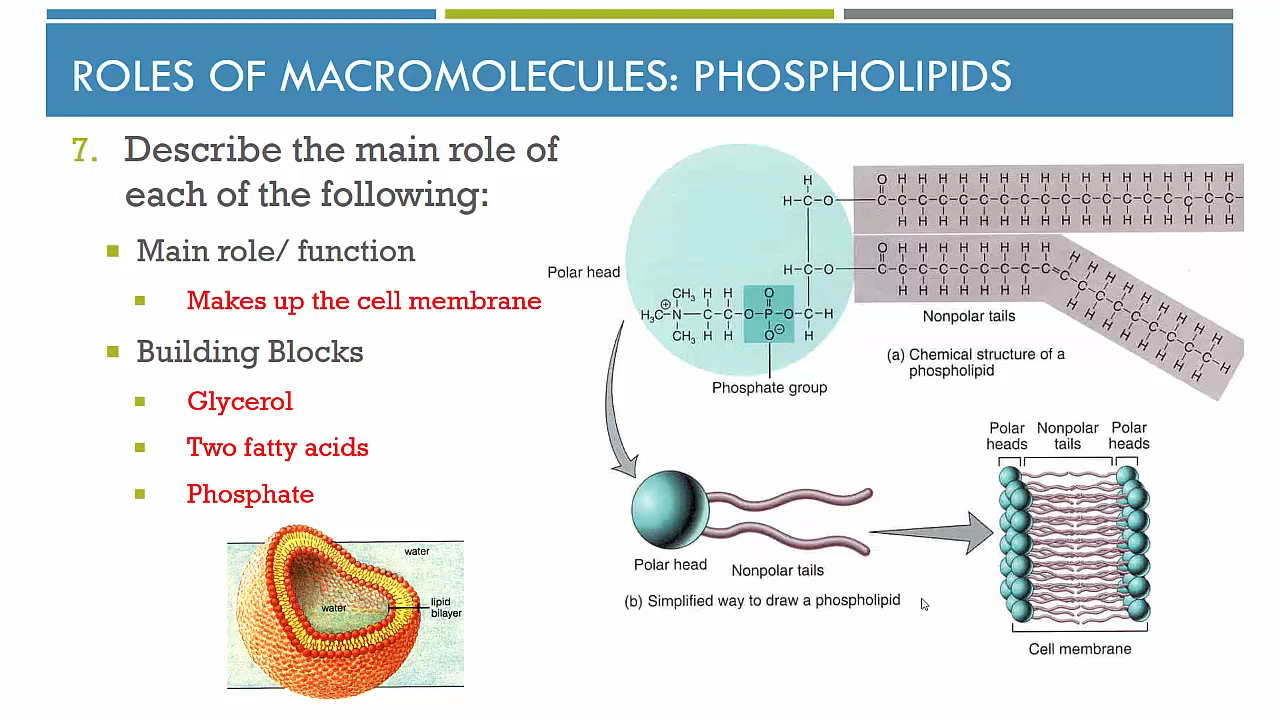 ROLES OF MACROMOLECULES: PHOSPHOLIPIDS
7. Describe the main role of
each of the following:
Main role/ function
Makes up the cell membrane
Building Blocks
Glycerol
Two fatty acids
Phosphate
water
water
lipid
bilayer
Polar head
H
H-C-O
H-C-O
CH₃ H H
O
H₃C-N-C-C-O-P-O-C-H
⊕
CH₃ H H
O⊖
H
Phosphate group
O H H H H H H H H H H H H H H H H H
C-C-C-C-C-C-C-C-C-C-C-C-C-C-C-C-C-C-
H H H H H H H H H H H H H H H H H
O H H H H H H H H
C-C-C-C-C-C-C-C-C=C-C-C-C-C-C-C-C-C-H
H H H H H H H
H H H H H H H H
H H H H H H H
Nonpolar tails
(a) Chemical structure of a
phospholipid
Polar head
Nonpolar tails
(b) Simplified way to draw a phospholipid
Polar
heads
Nonpolar
tails
Polar
heads
Cell membrane